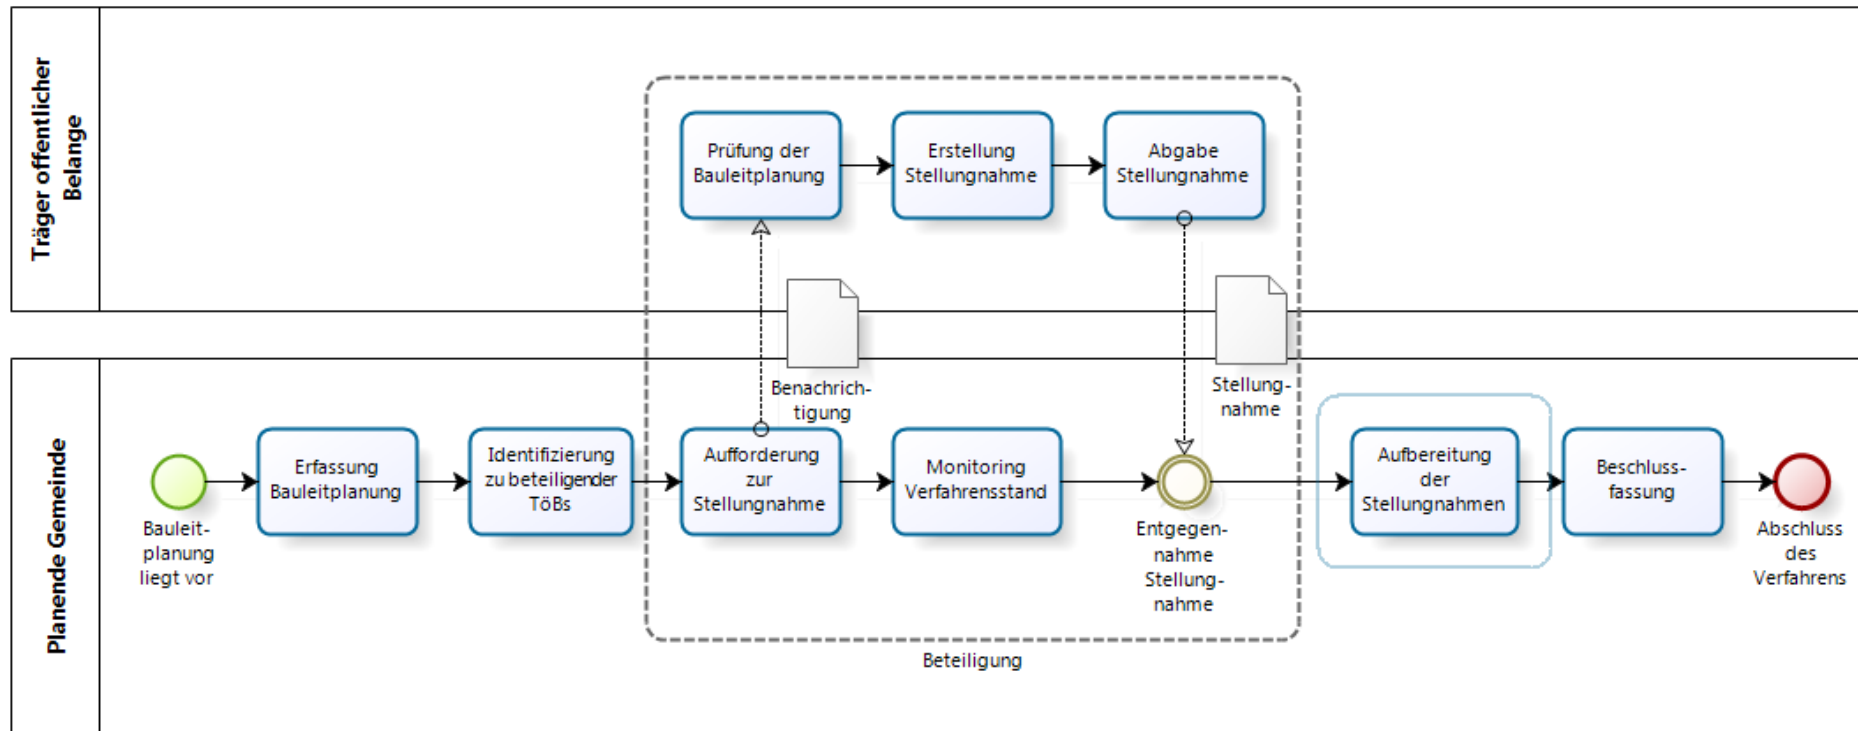 Träger öffentlicher
Belange
Prüfung der
Bauleitplanung
Erstellung
Stellungnahme
Abgabe
Stellungnahme
Benachrich-
tigung
Stellung-
nahme
Planende Gemeinde
Bauleit-
planung
liegt vor
Erfassung
Bauleitplanung
Identifizierung
zu beteiligender
TöBs
Aufforderung
zur
Stellungnahme
Monitoring
Verfahrensstand
Entgegen-
nahme
Stellung-
nahme
Aufbereitung
der
Stellungnahmen
Beschluss-
fassung
Abschluss
des
Verfahrens
Beteiligung